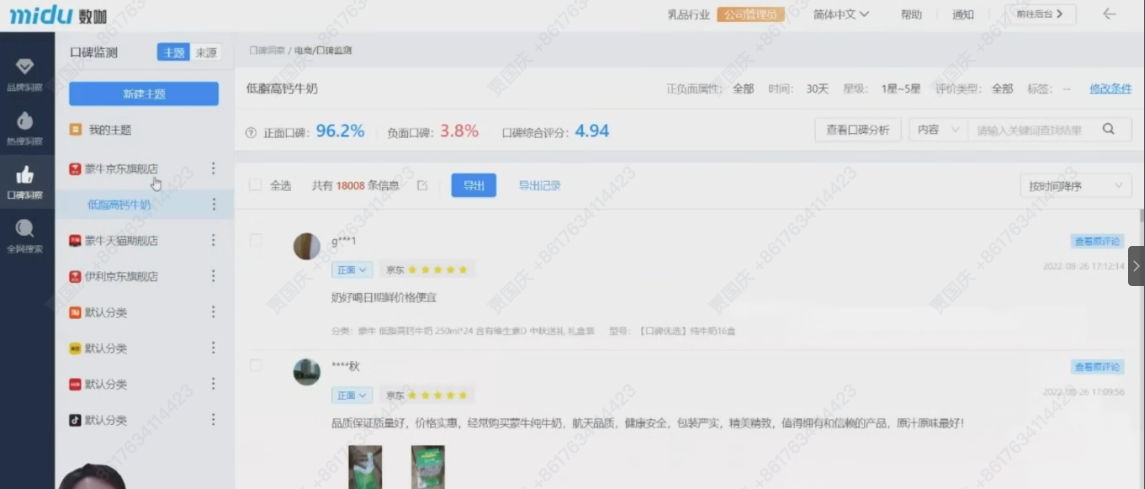 midu 数咖
乳品行业 公司管理员 简体中文 帮助 通知 前往后台
品牌洞察
热搜洞察
口碑洞察
全网搜索
口碑监测 主题 来源
新建主题
我的主题
蒙牛京东旗舰店
低脂高钙牛奶
蒙牛天猫旗舰店
伊利京东旗舰店
默认分类
默认分类
默认分类
默认分类
口碑洞察 / 电商/口碑监测
低脂高钙牛奶 正负面属性: 全部 时间: 30天 星级: 1星~5星 评价类型: 全部 标签: -- 修改条件
正面口碑: 96.2% 负面口碑: 3.8% 口碑综合评分: 4.94 查看口碑分析 内容 请输入关键词查找结果
全选 共有 18008 条信息 导出 导出记录 按时间降序
g***1 查看原评论
正面 京东 2022-08-26 17:12:14
奶好喝日期鲜价格便宜
分类: 蒙牛 低脂高钙牛奶 250ml*24 含有维生素D 中秋送礼 礼盒装 型号: 【口碑优选】纯牛奶16盒
****秋 查看原评论
正面 京东 2022-08-26 17:09:56
品质保证质量好，价格实惠，经常购买蒙牛纯牛奶，航天品质，健康安全，包装严实，精美精致，值得拥有和信赖的产品，原汁原味最好！
贾国庆 +8617634114423